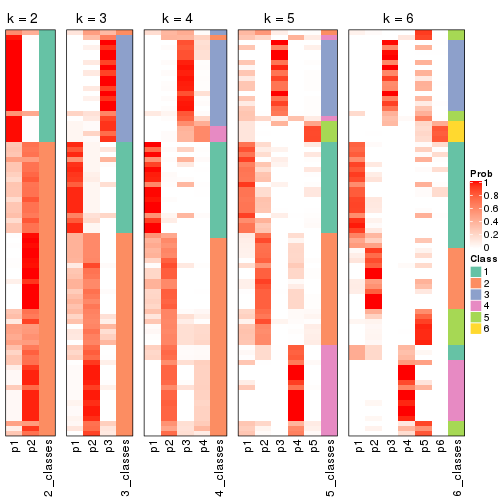 k = 2
k = 3
k = 4
k = 5
k = 6
p1
p2
2_classes
p1
p2
p3
3_classes
p1
p2
p3
p4
4_classes
p1
p2
p3
p4
p5
5_classes
p1
p2
p3
p4
p5
p6
6_classes
Prob
1
0.8
0.6
0.4
0.2
0
Class
1
2
3
4
5
6